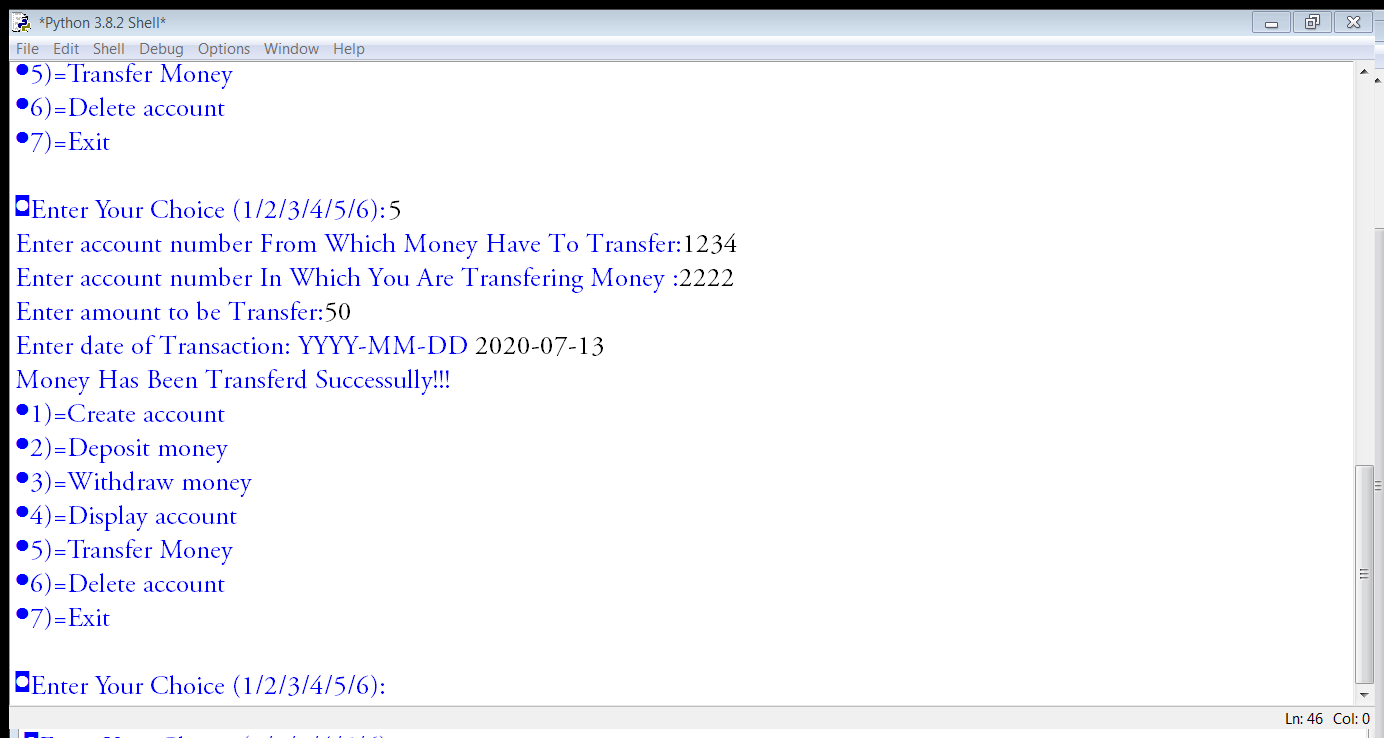 *Python 3.8.2 Shell*
File Edit Shell Debug Options Window Help
•5)=Transfer Money
•6)=Delete account
•7)=Exit
◘Enter Your Choice (1/2/3/4/5/6):5
Enter account number From Which Money Have To Transfer:1234
Enter account number In Which You Are Transfering Money :2222
Enter amount to be Transfer:50
Enter date of Transaction: YYYY-MM-DD 2020-07-13
Money Has Been Transferd Successully!!!
•1)=Create account
•2)=Deposit money
•3)=Withdraw money
•4)=Display account
•5)=Transfer Money
•6)=Delete account
•7)=Exit
◘Enter Your Choice (1/2/3/4/5/6):
Ln: 46 Col: 0